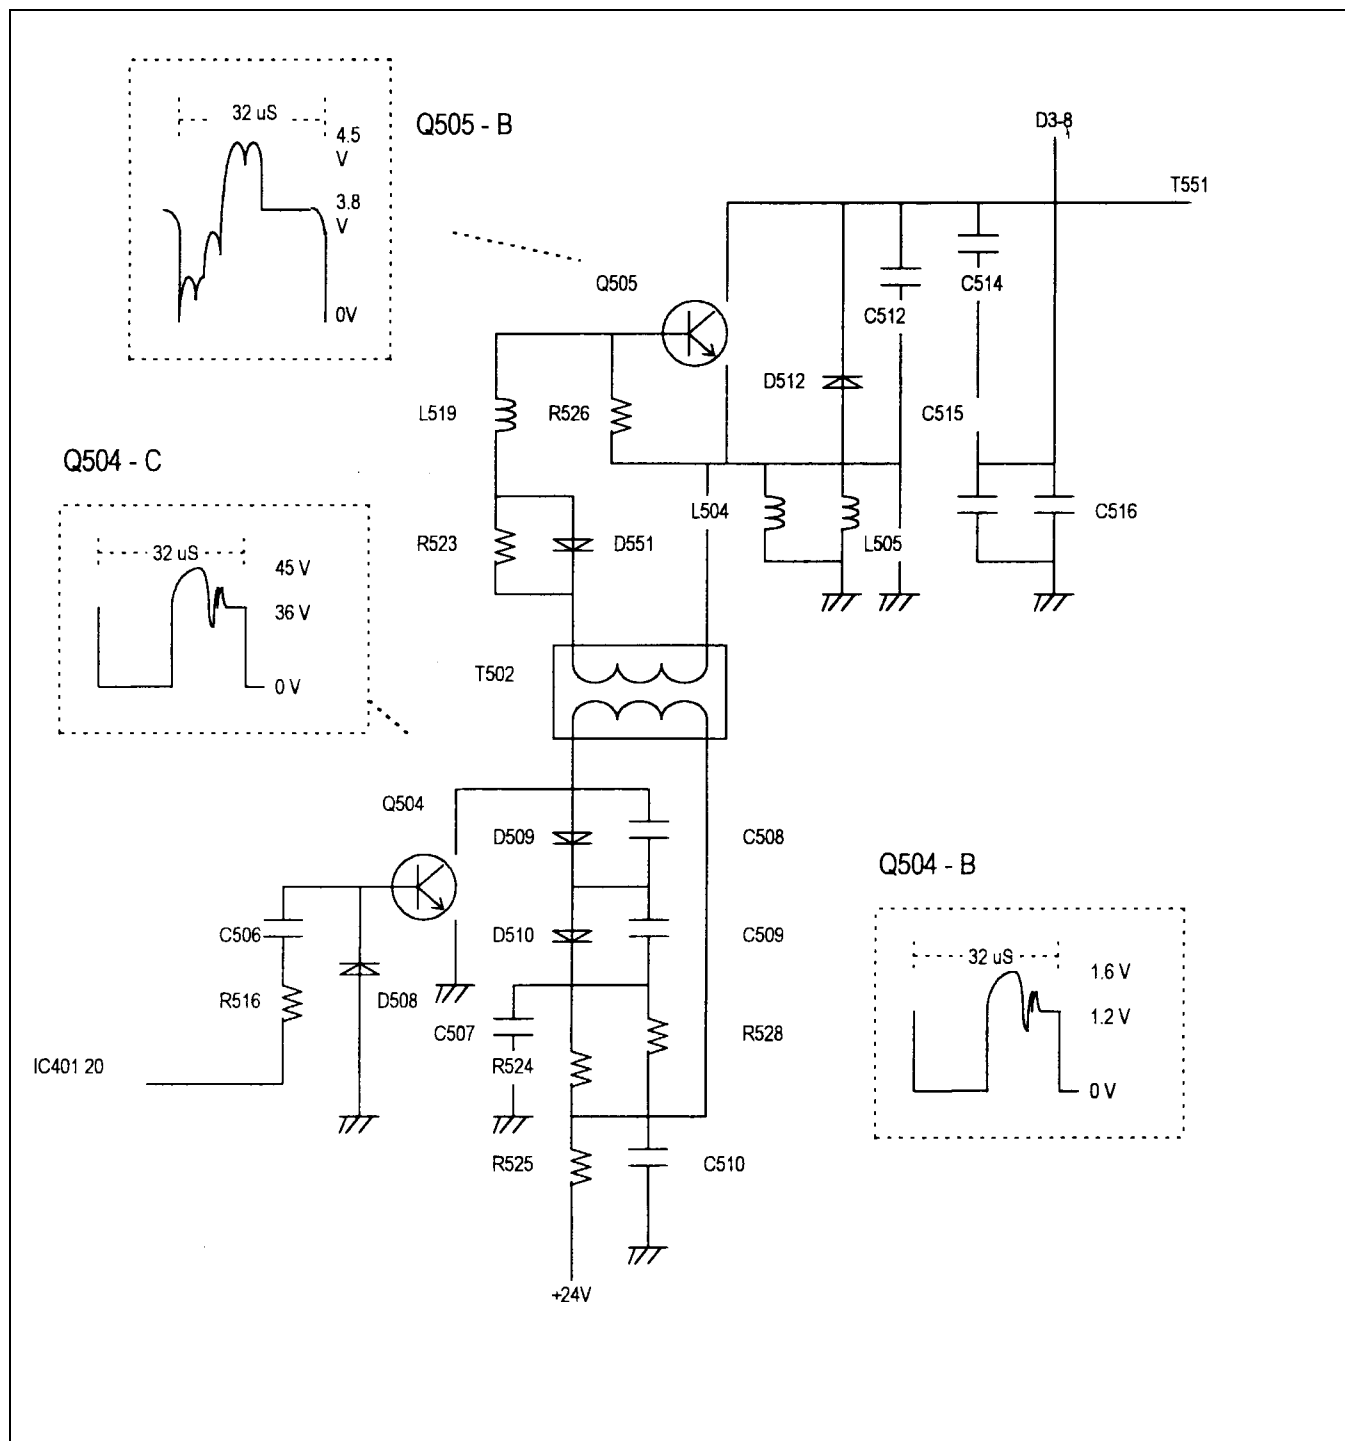 32 uS
4.5
V
3.8
V
0V
Q505 - B
D3-8
T551
Q505
C514
C512
D512
L519
R526
C515
Q504 - C
L504
C516
R523
D551
L505
32 uS
45 V
36 V
0 V
T502
Q504
D509
C508
Q504 - B
C506
D510
C509
32 uS
1.6 V
1.2 V
0 V
R516
D508
C507
R528
R524
IC401 20
R525
C510
+24V